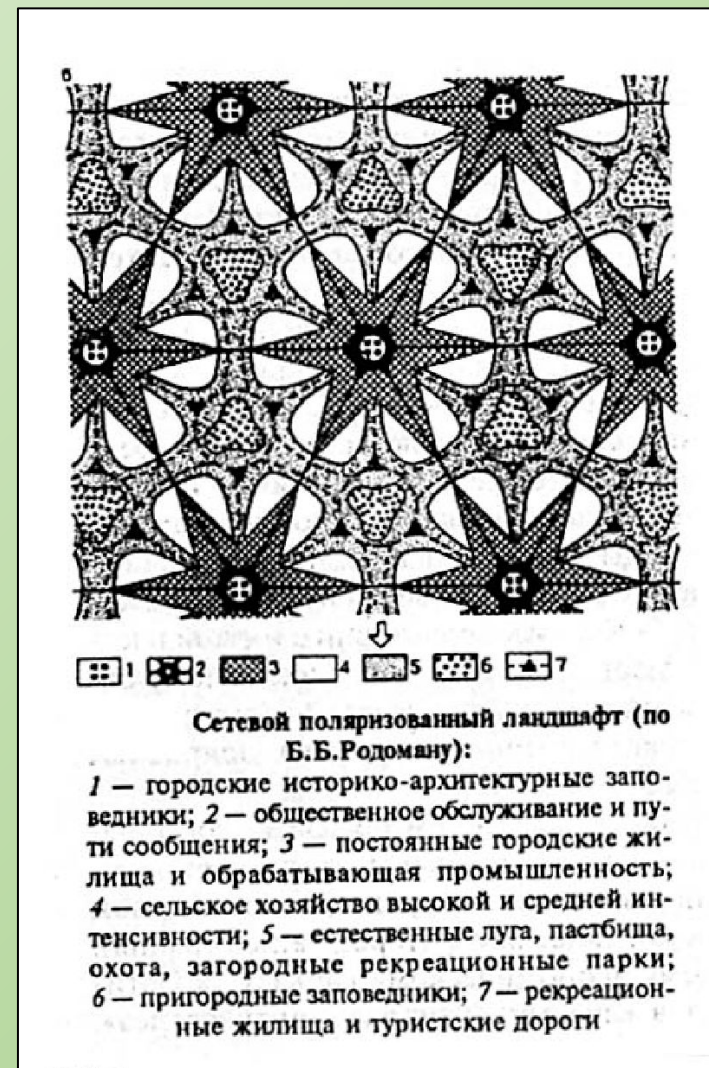 б
1 2 3 4 5 6 7
Сетевой поляризованный ландшафт (по
Б.Б.Родоману):
1 — городские историко-архитектурные запо-
ведники; 2 — общественное обслуживание и пу-
ти сообщения; 3 — постоянные городские жи-
лища и обрабатывающая промышленность;
4 — сельское хозяйство высокой и средней ин-
тенсивности; 5 — естественные луга, пастбища,
охота, загородные рекреационные парки;
6 — пригородные заповедники; 7 — рекреацион-
ные жилища и туристские дороги